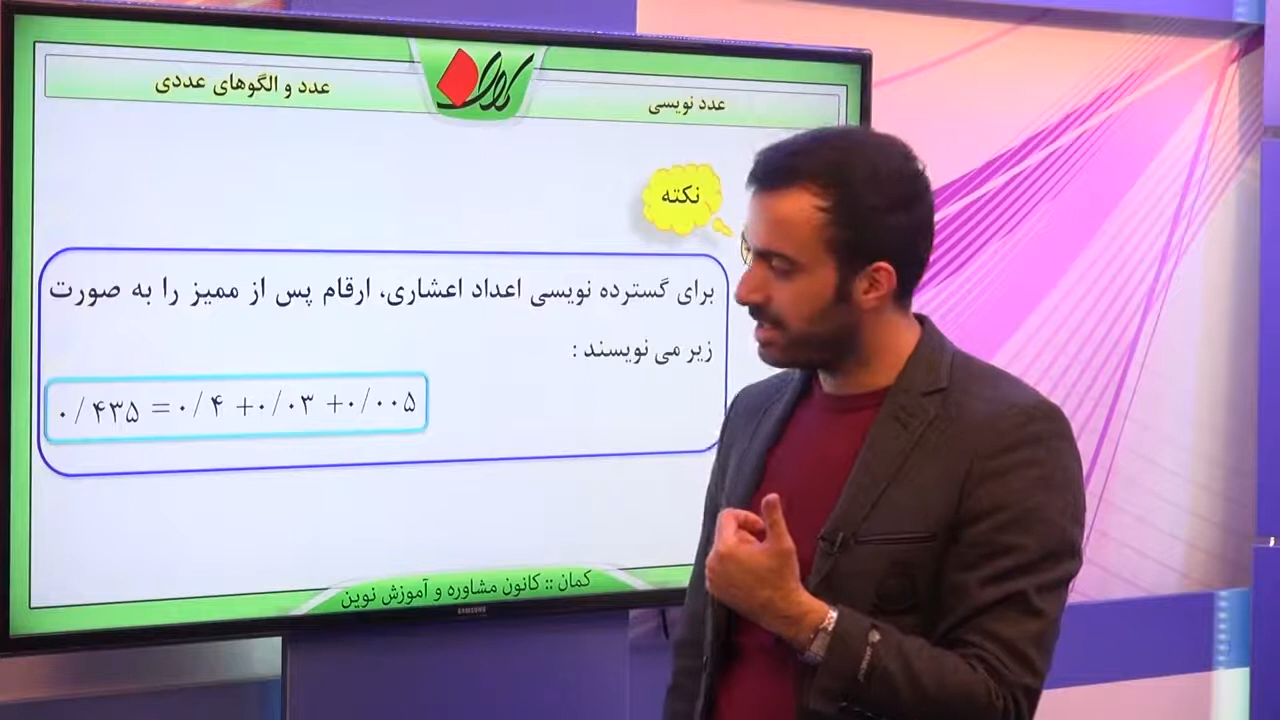 عدد نویسی
عدد و الگوهای عددی
کمان
نکته
برای گسترده نویسی اعداد اعشاری، ارقام پس از ممیز را به صورت
زیر می نویسند :
۰/۴۳۵ = ۰/۴ + ۰/۰۳ + ۰/۰۰۵
کمان :: کانون مشاوره و آموزش نوین
SAMSUNG